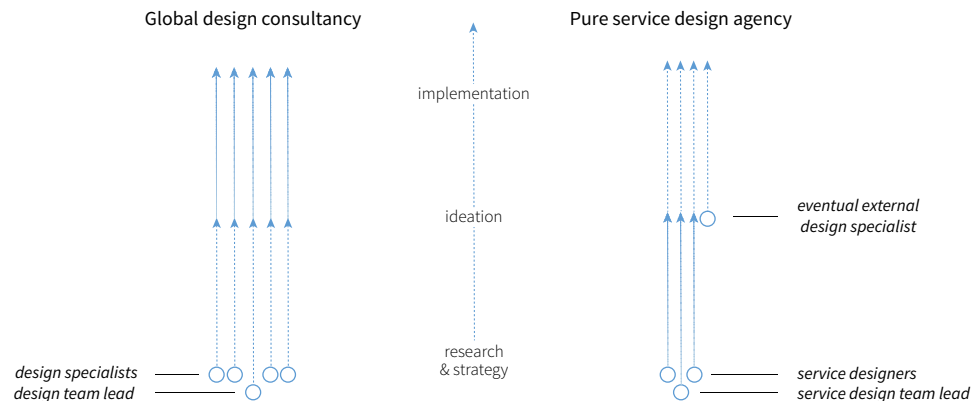 Global design consultancy
Pure service design agency
implementation
ideation
eventual external
design specialist
research
& strategy
design specialists
design team lead
service designers
service design team lead